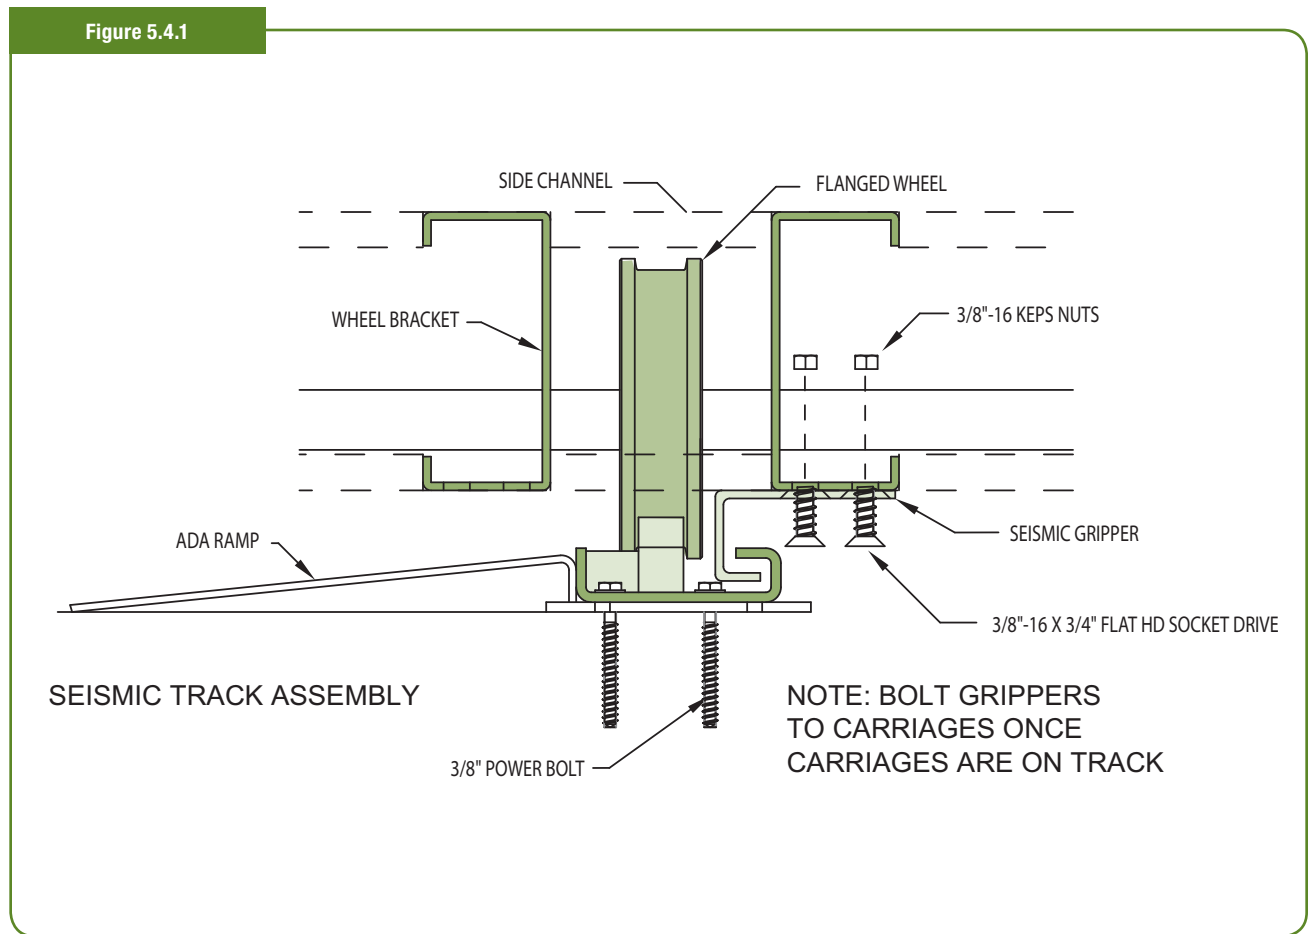 Figure 5.4.1
SIDE CHANNEL
FLANGED WHEEL
WHEEL BRACKET
3/8"-16 KEPS NUTS
ADA RAMP
SEISMIC GRIPPER
3/8"-16 X 3/4" FLAT HD SOCKET DRIVE
SEISMIC TRACK ASSEMBLY
NOTE: BOLT GRIPPERS
TO CARRIAGES ONCE
CARRIAGES ARE ON TRACK
3/8" POWER BOLT